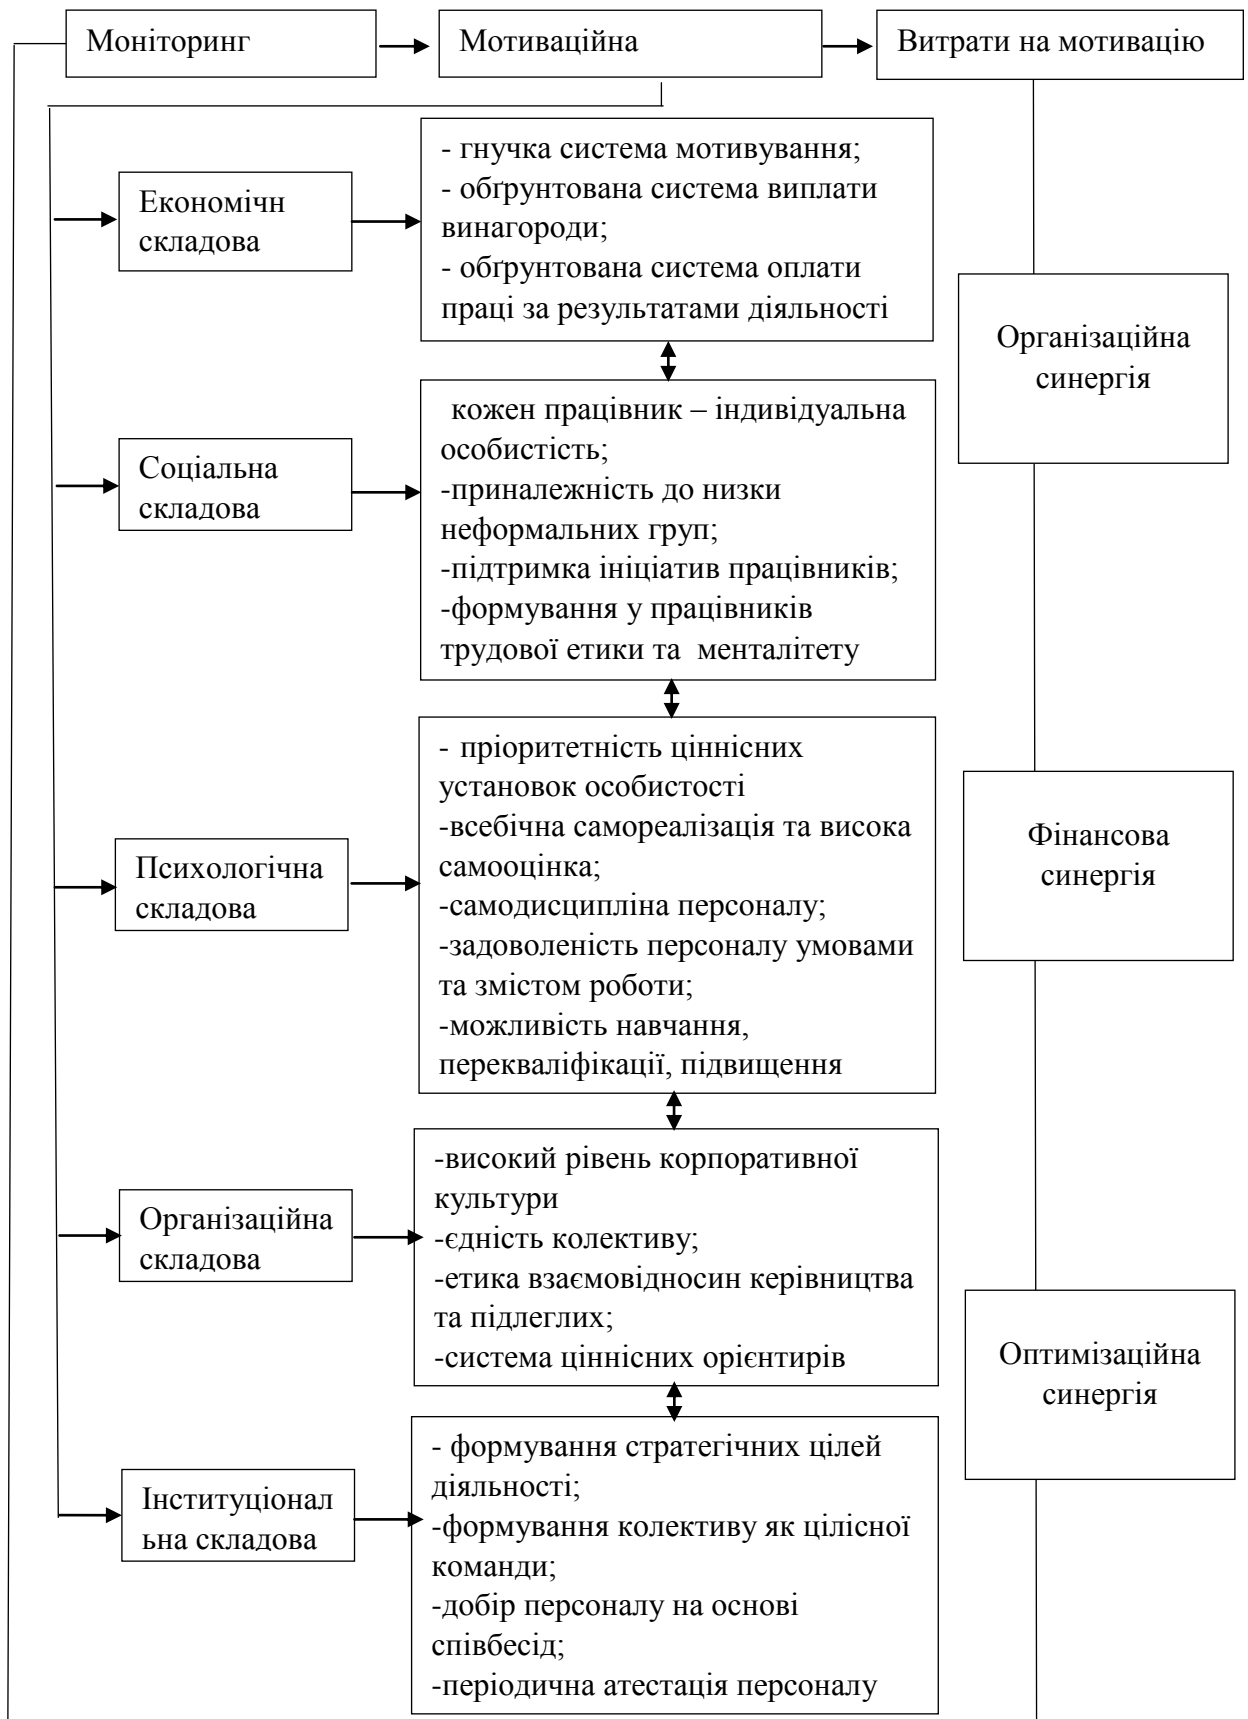 Моніторинг
Мотиваційна
Витрати на мотивацію
Економічн
складова
- гнучка система мотивування;
- обґрунтована система виплати
винагороди;
- обґрунтована система оплати
праці за результатами діяльності
Організаційна
синергія
Соціальна
складова
кожен працівник – індивідуальна
особистість;
-приналежність до низки
неформальних груп;
-підтримка ініціатив працівників;
-формування у працівників
трудової етики та менталітету
Психологічна
складова
- пріоритетність ціннісних
установок особистості
-всебічна самореалізація та висока
самооцінка;
-самодисципліна персоналу;
-задоволеність персоналу умовами
та змістом роботи;
-можливість навчання,
перекваліфікації, підвищення
Фінансова
синергія
Організаційна
складова
-високий рівень корпоративної
культури
-єдність колективу;
-етика взаємовідносин керівництва
та підлеглих;
-система ціннісних орієнтирів
Оптимізаційна
синергія
Інституціонал
ьна складова
- формування стратегічних цілей
діяльності;
-формування колективу як цілісної
команди;
-добір персоналу на основі
співбесід;
-періодична атестація персоналу